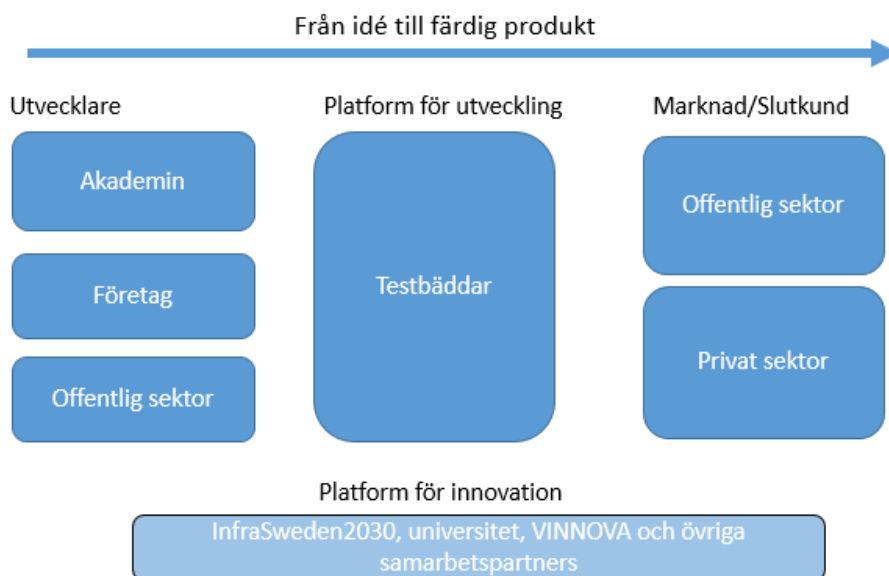 Från idé till färdig produkt
Utvecklare
Platform för utveckling
Marknad/Slutkund
Akademin
Företag
Offentlig sektor
Testbäddar
Offentlig sektor
Privat sektor
Platform för innovation
InfraSweden2030, universitet, VINNOVA och övriga
samarbetspartners